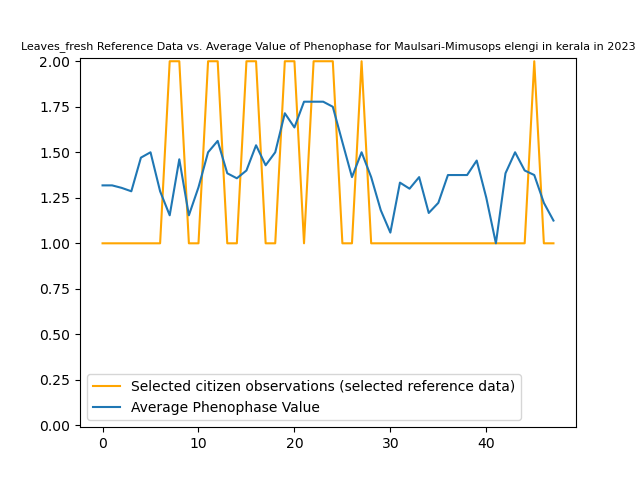 Leaves_fresh Reference Data vs. Average Value of Phenophase for Maulsari-Mimusops elengi in kerala in 2023
2.00
1.75
1.50
1.25
1.00
0.75
0.50
0.25
0.00
Selected citizen observations (selected reference data)
Average Phenophase Value
0 10 20 30 40